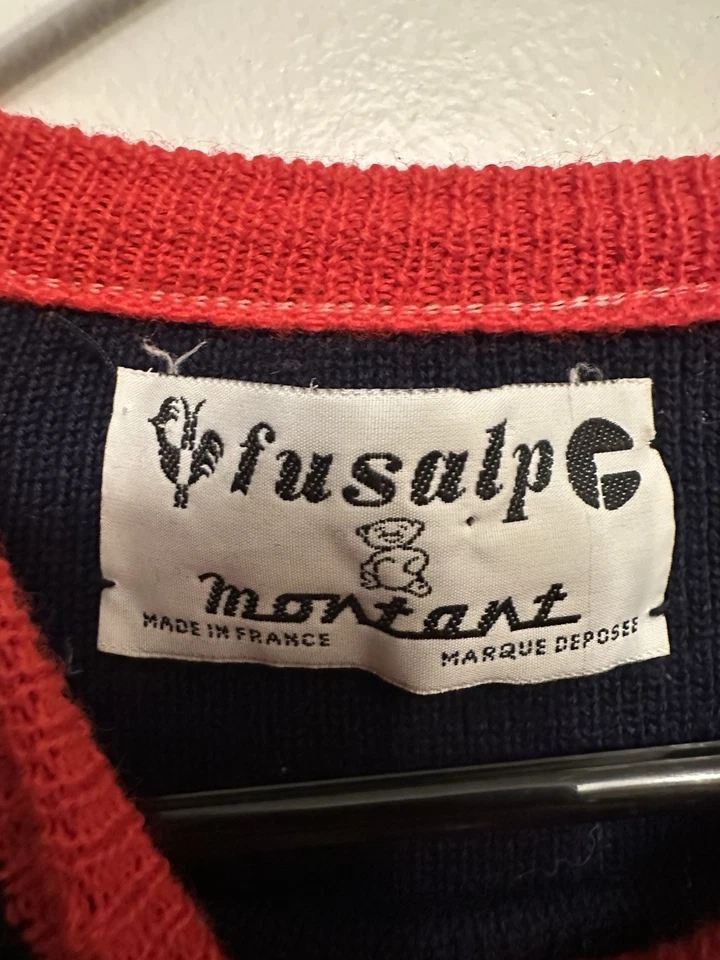 fusalp
montant
MADE IN FRANCE
MARQUE DEPOSEE